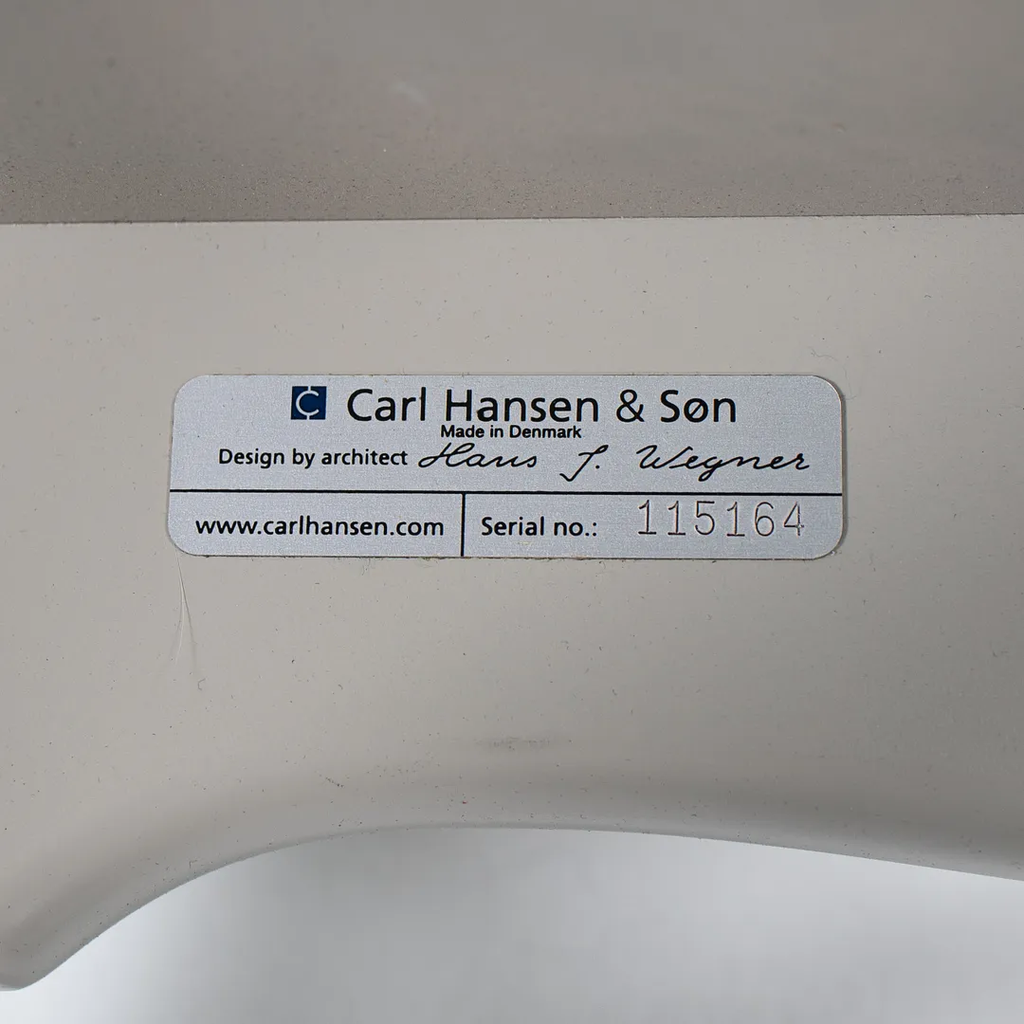 Carl Hansen & Søn
Made in Denmark
Design by architect Hans J. Wegner
www.carlhansen.com
Serial no.: 115164